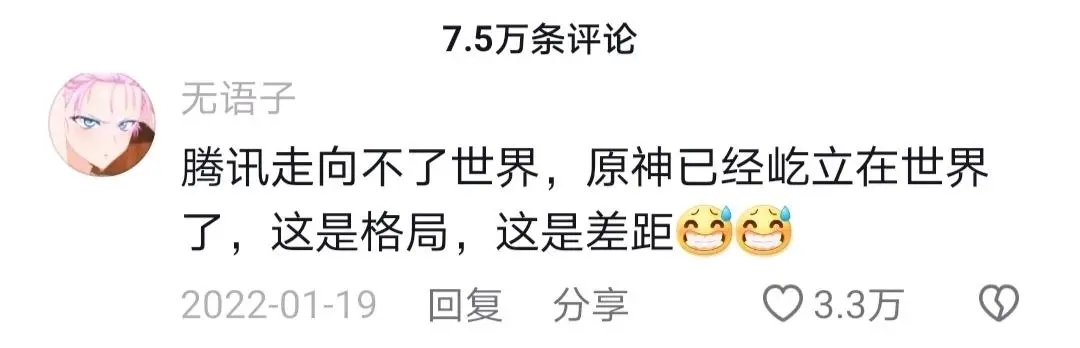 7.5万条评论
无语子
腾讯走向不了世界，原神已经屹立在世界
了，这是格局，这是差距😅😅
2022-01-19 回复 分享 3.3万